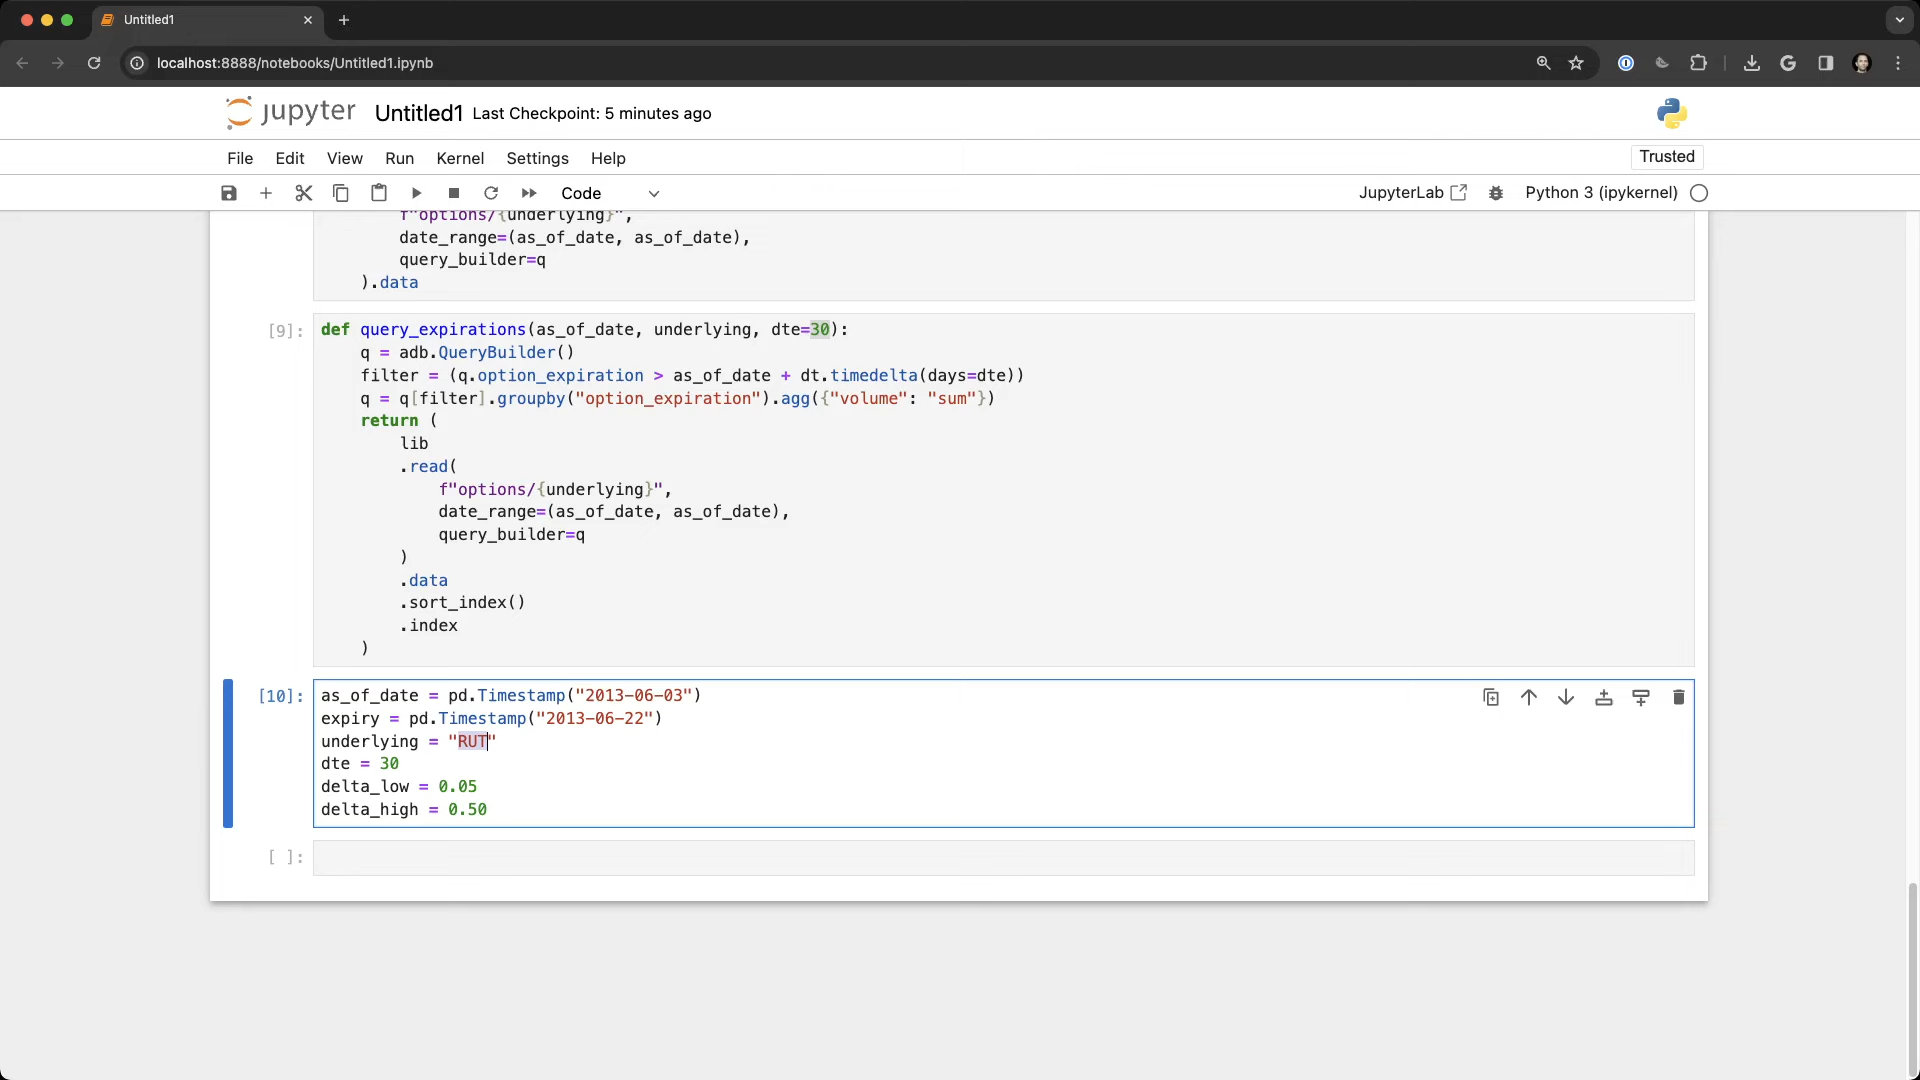 Untitled1
localhost:8888/notebooks/Untitled1.ipynb
jupyter Untitled1 Last Checkpoint: 5 minutes ago
File Edit View Run Kernel Settings Help
Trusted
Code
JupyterLab
Python 3 (ipykernel)
f"options/{underlying}",
date_range=(as_of_date, as_of_date),
query_builder=q
).data
[9]:
def query_expirations(as_of_date, underlying, dte=30):
q = adb.QueryBuilder()
filter = (q.option_expiration > as_of_date + dt.timedelta(days=dte))
q = q[filter].groupby("option_expiration").agg({"volume": "sum"})
return (
lib
.read(
f"options/{underlying}",
date_range=(as_of_date, as_of_date),
query_builder=q
)
.data
.sort_index()
.index
)
[10]:
as_of_date = pd.Timestamp("2013-06-03")
expiry = pd.Timestamp("2013-06-22")
underlying = "RUT"
dte = 30
delta_low = 0.05
delta_high = 0.50
[ ]: